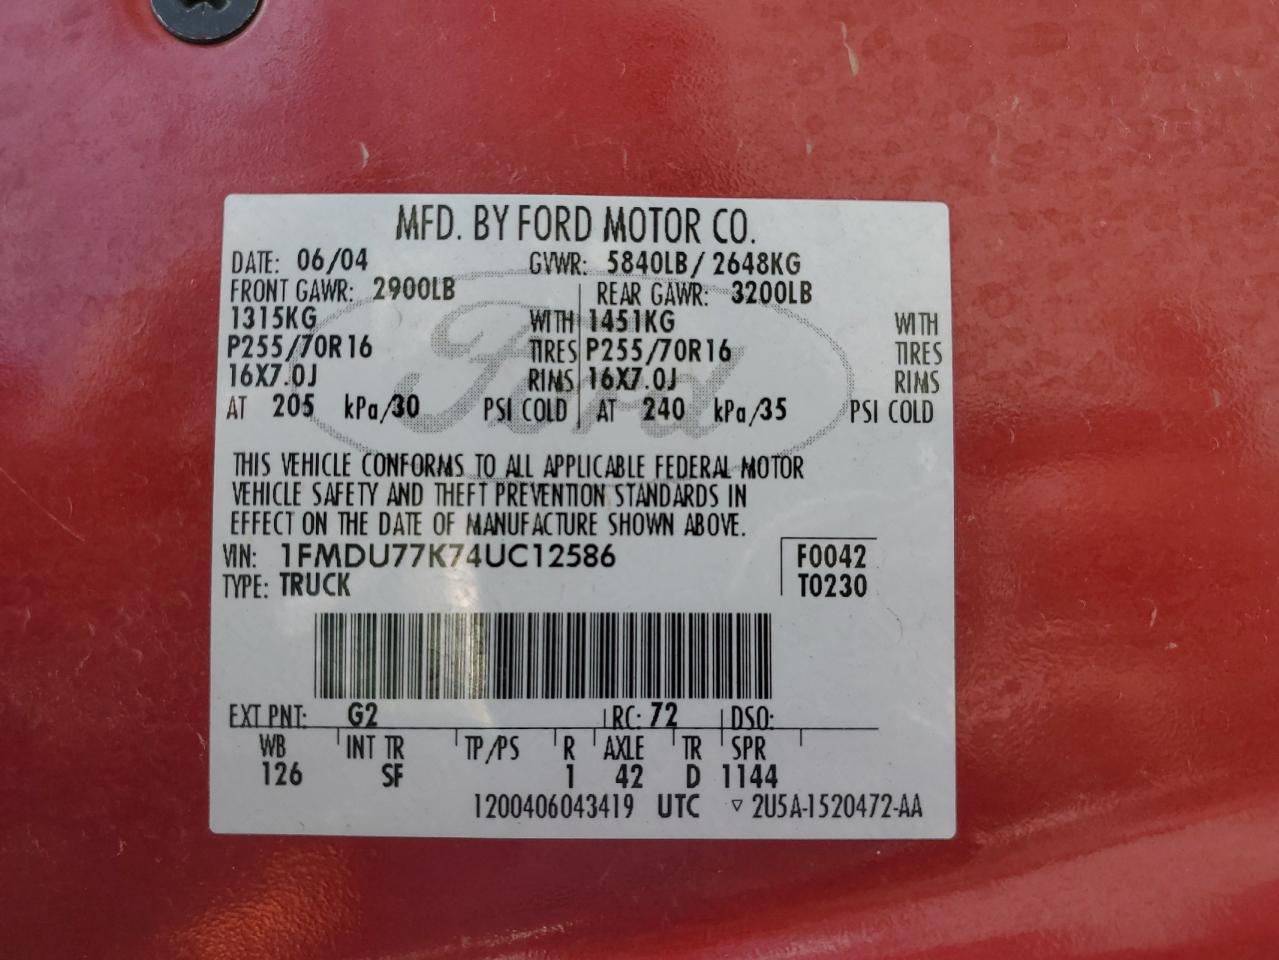 MFD. BY FORD MOTOR CO.
DATE: 06/04 GVWR: 5840LB/ 2648KG
FRONT GAWR: 2900LB REAR GAWR: 3200LB
1315KG WITH 1451KG WITH
P255/70R16 TIRES P255/70R16 TIRES
16X7.0J RIMS 16X7.0J RIMS
AT 205 kPa/30 PSI COLD AT 240 kPa/35 PSI COLD
Ford
THIS VEHICLE CONFORMS TO ALL APPLICABLE FEDERAL MOTOR
VEHICLE SAFETY AND THEFT PREVENTION STANDARDS IN
EFFECT ON THE DATE OF MANUFACTURE SHOWN ABOVE.
VIN: 1FMDU77K74UC12586 F0042
TYPE: TRUCK T0230
EXT PNT: G2 RC: 72 DSO:
WB INT TR TP/PS R AXLE TR SPR
126 SF 1 42 D 1144
1200406043419 UTC ▽ 2U5A-1520472-AA